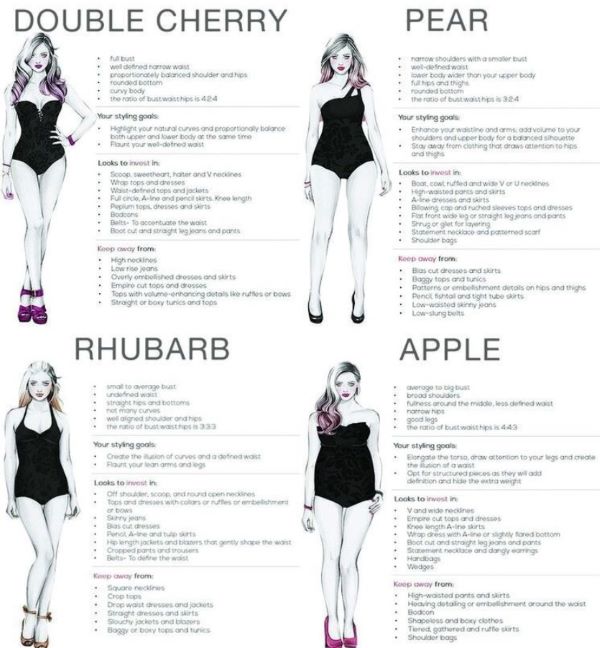 DOUBLE CHERRY
full bust
well defined narrow waist
proportionately balanced shoulder and hips
rounded bottom
curvy body
the ratio of bust:waist:hips is 4:2:4
Your styling goals:
Highlight your natural curves and proportionally balance
both upper and lower body at the same time
Flaunt your well-defined waist
Looks to invest in:
Scoop, sweetheart, halter and V necklines
Wrap tops and dresses
Waist-defined tops and jackets
Full circle, A-line and pencil skirts. Knee length
Peplum tops, dresses and skirts
Bodcons
Belts- To accentuate the waist
Boot cut and straight leg jeans and pants
Keep away from:
High necklines
Low rise jeans
Overly embellished dresses and skirts
Empire cut tops and dresses
Tops with volume-enhancing details like ruffles or bows
Straight or boxy tunics and tops
PEAR
narrow shoulders with a smaller bust
well-defined waist
lower body wider than your upper body
full hips and thighs
rounded bottom
the ratio of bust:waist:hips is 3:2:4
Your styling goals:
Enhance your waistline and arms, add volume to your
shoulders and upper body for a balanced silhouette
Stay away from clothing that draws attention to hips
and thighs
Looks to invest in:
Boat, cowl, ruffled and wide V or U necklines
High-waisted pants and skirts
A-line dresses and skirts
Billowing, cap and ruched sleeves tops and dresses
Flat front wide leg or straight leg jeans and pants
Shrug or gilet for layering
Statement necklace and patterned scarf
Shoulder bags
Keep away from:
Bias cut dresses and skirts
Baggy tops and tunics
Patterns or embellishment details on hips and thighs
Pencil, fishtail and tight tube skirts
Low-waisted skinny jeans
Low-slung belts
RHUBARB
small to average bust
undefined waist
straight hips and bottoms
not many curves
well aligned shoulder and hips
the ratio of bust:waist:hips is 3:3:3
Your styling goals:
Create the illusion of curves and a defined waist
Flaunt your lean arms and legs
Looks to invest in:
Off shoulder, scoop, and round open necklines
Tops and dresses with collars or ruffles or embellishment
or bows
Skinny jeans
Bias cut dresses
Pencil, A-line and tulip skirts
Hip length jackets and blazers that gently shape the waist
Cropped pants and trousers
Belts- To define the waist
Keep away from:
Square necklines
Crop tops
Drop waist dresses and jackets
Straight dresses and skirts
Slouchy jackets and blazers
Baggy or boxy tops and tunics
APPLE
average to big bust
broad shoulders
fullness around the middle, less defined waist
narrow hips
good legs
the ratio of bust:waist:hips is 4:4:3
Your styling goals:
Elongate the torso, draw attention to your legs and create
the illusion of a waist
Opt for structured pieces as they will add
definition and hide the extra weight
Looks to invest in:
V and wide necklines
Empire cut tops and dresses
Knee length A-line skirts
Wrap dress with A-line or slightly flared bottom
Boot cut and straight leg jeans and pants
Statement necklace and dangly earrings
Handbags
Wedges
Keep away from:
High-waisted pants and skirts
Heavy detailing or embellishment around the waist
Bodcon
Shapeless and boxy clothes
Tiered, gathered and ruffle skirts
Shoulder bags